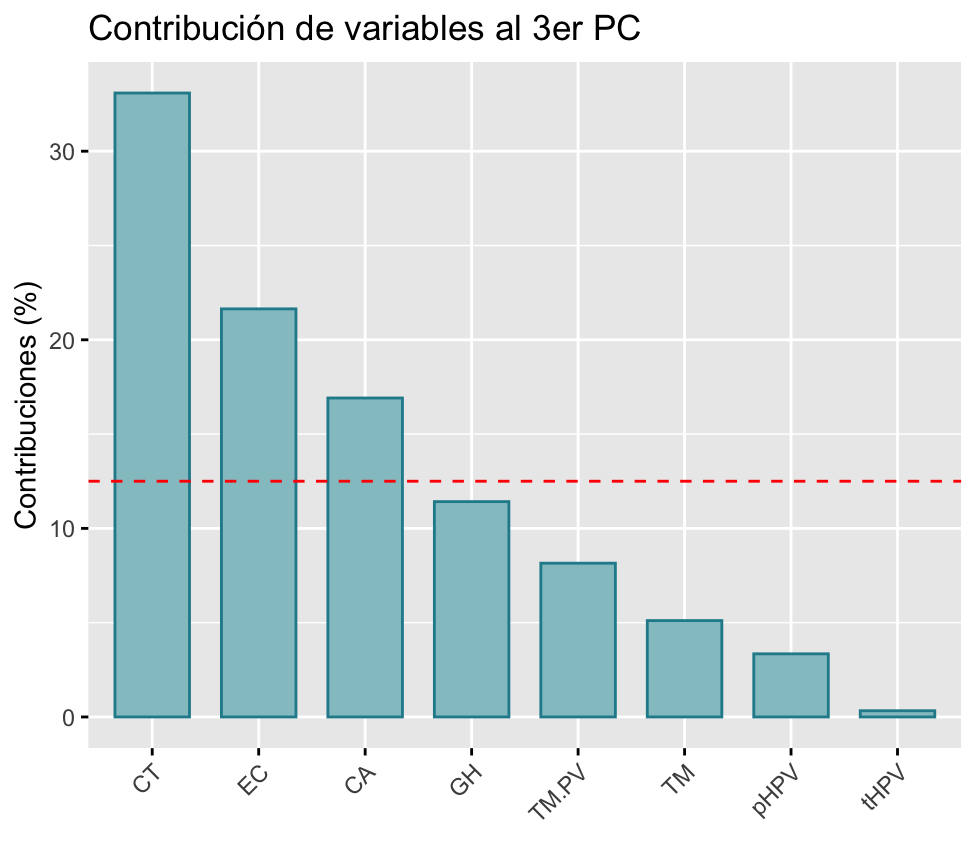 Contribución de variables al 3er PC
Contribuciones (%)
30
20
10
0
CT
EC
CA
GH
TM.PV
TM
pHPV
tHPV